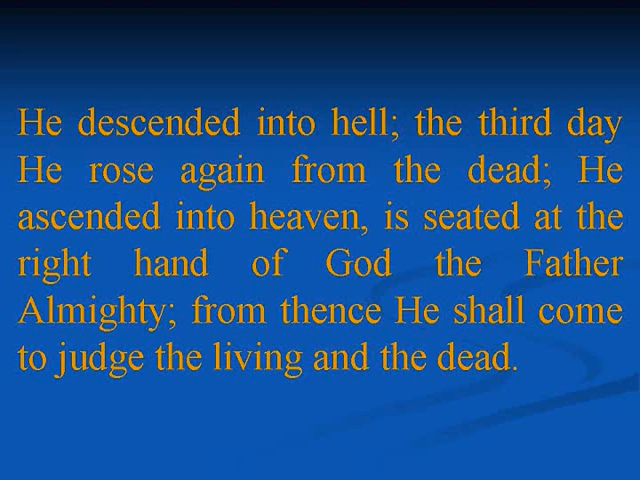 He descended into hell; the third day
He rose again from the dead; He
ascended into heaven, is seated at the
right hand of God the Father
Almighty; from thence He shall come
to judge the living and the dead.